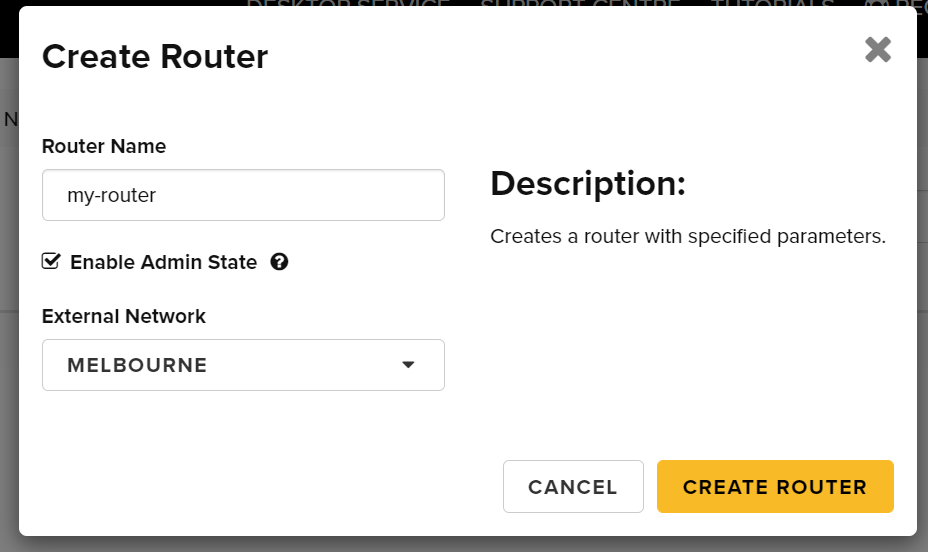 DESKTOP SERVICE SUPPORT CENTRE TUTORIALS
Create Router
N
Router Name
my-router
Description:
Creates a router with specified parameters.
Enable Admin State
External Network
MELBOURNE
CANCEL CREATE ROUTER